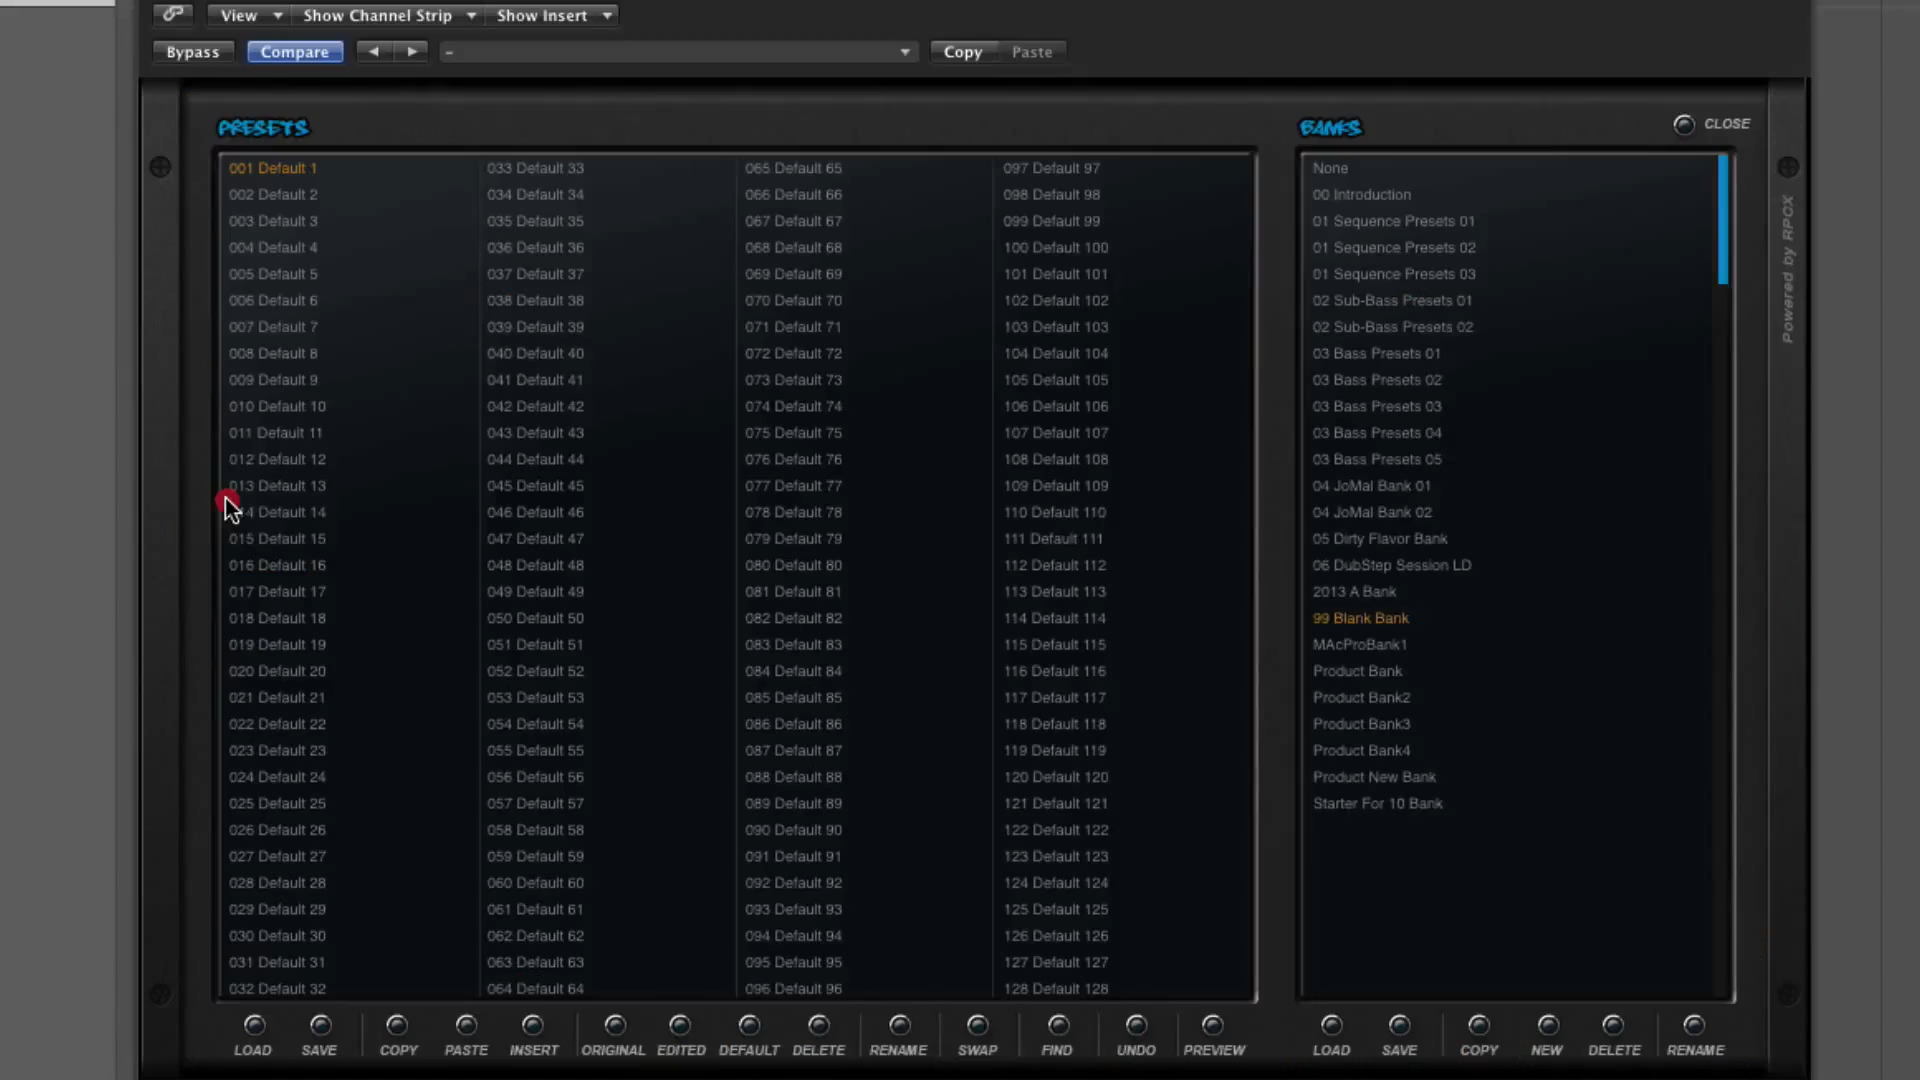 View
Show Channel Strip
Show Insert
Bypass
Compare
-
Copy
Paste
PRESETS
BANKS
CLOSE
001 Default 1
002 Default 2
003 Default 3
004 Default 4
005 Default 5
006 Default 6
007 Default 7
008 Default 8
009 Default 9
010 Default 10
011 Default 11
012 Default 12
013 Default 13
4 Default 14
015 Default 15
016 Default 16
017 Default 17
018 Default 18
019 Default 19
020 Default 20
021 Default 21
022 Default 22
023 Default 23
024 Default 24
025 Default 25
026 Default 26
027 Default 27
028 Default 28
029 Default 29
030 Default 30
031 Default 31
032 Default 32
033 Default 33
034 Default 34
035 Default 35
036 Default 36
037 Default 37
038 Default 38
039 Default 39
040 Default 40
041 Default 41
042 Default 42
043 Default 43
044 Default 44
045 Default 45
046 Default 46
047 Default 47
048 Default 48
049 Default 49
050 Default 50
051 Default 51
052 Default 52
053 Default 53
054 Default 54
055 Default 55
056 Default 56
057 Default 57
058 Default 58
059 Default 59
060 Default 60
061 Default 61
062 Default 62
063 Default 63
064 Default 64
065 Default 65
066 Default 66
067 Default 67
068 Default 68
069 Default 69
070 Default 70
071 Default 71
072 Default 72
073 Default 73
074 Default 74
075 Default 75
076 Default 76
077 Default 77
078 Default 78
079 Default 79
080 Default 80
081 Default 81
082 Default 82
083 Default 83
084 Default 84
085 Default 85
086 Default 86
087 Default 87
088 Default 88
089 Default 89
090 Default 90
091 Default 91
092 Default 92
093 Default 93
094 Default 94
095 Default 95
096 Default 96
097 Default 97
098 Default 98
099 Default 99
100 Default 100
101 Default 101
102 Default 102
103 Default 103
104 Default 104
105 Default 105
106 Default 106
107 Default 107
108 Default 108
109 Default 109
110 Default 110
111 Default 111
112 Default 112
113 Default 113
114 Default 114
115 Default 115
116 Default 116
117 Default 117
118 Default 118
119 Default 119
120 Default 120
121 Default 121
122 Default 122
123 Default 123
124 Default 124
125 Default 125
126 Default 126
127 Default 127
128 Default 128
None
00 Introduction
01 Sequence Presets 01
01 Sequence Presets 02
01 Sequence Presets 03
02 Sub-Bass Presets 01
02 Sub-Bass Presets 02
03 Bass Presets 01
03 Bass Presets 02
03 Bass Presets 03
03 Bass Presets 04
03 Bass Presets 05
04 JoMal Bank 01
04 JoMal Bank 02
05 Dirty Flavor Bank
06 DubStep Session LD
2013 A Bank
99 Blank Bank
MAcProBank1
Product Bank
Product Bank2
Product Bank3
Product Bank4
Product New Bank
Starter For 10 Bank
Powered by RPCX
LOAD
SAVE
COPY
PASTE
INSERT
ORIGINAL
EDITED
DEFAULT
DELETE
RENAME
SWAP
FIND
UNDO
PREVIEW
LOAD
SAVE
COPY
NEW
DELETE
RENAME